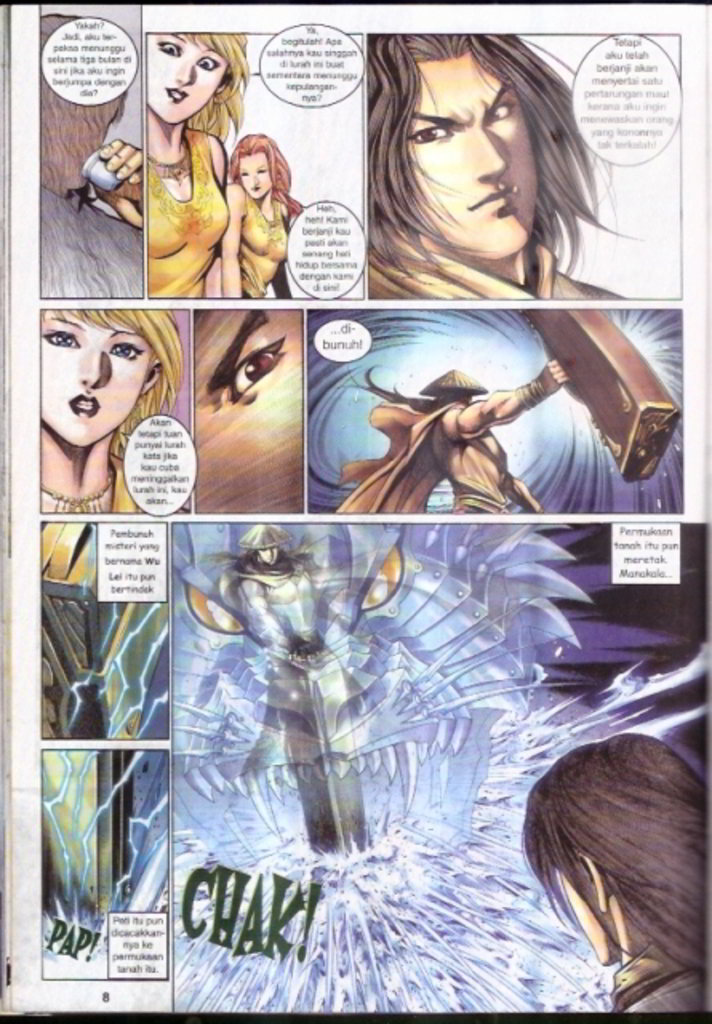 Yakah?
Jadi, aku ter-
paksa menunggu
selama tiga bulan di
sini jika aku ingin
berjumpa dengan
dia?
Ya,
begitulah! Apa
salahnya kau singgah
di lurah ini buat
sementara menunggu
kepulangan-
nya?
Heh,
heh! Kami
berjanji kau
pasti akan
senang hati
hidup bersama
dengan kami
di sini!
Tetapi
aku telah
berjanji akan
menyertai satu
pertarungan maut
kerana aku ingin
menewaskan orang
yang kononnya
tak terkalah!
Akan
tetapi tuan
punyai lurah
kata jika
kau cuba
meninggalkan
lurah ini, kau
akan...
...di-
bunuh!
Pembunuh
misteri yang
bernama Wu
Lei itu pun
bertindak
Permukaan
tanah itu pun
meretak.
Manakala...
PAP!
Peti itu pun
dicacakkan-
nya ke
permukaan
tanah itu.
CHAK!
8